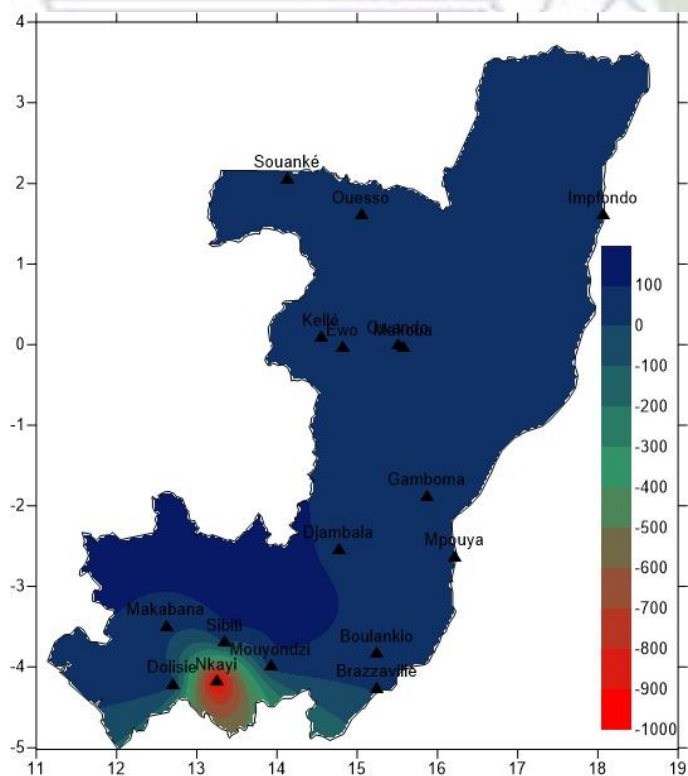 4
3
2
1
0
-1
-2
-3
-4
-5
11 12 13 14 15 16 17 18 19
Souanké
Ouesso
Impfondo
Kellé
Ewo
Owando
Makoua
Gamboma
Djambala
Mpouya
Makabana
Sibiti
Mouyondzi
Boulankio
Dolisie
Nkayi
Brazzaville
100
0
-100
-200
-300
-400
-500
-600
-700
-800
-900
-1000